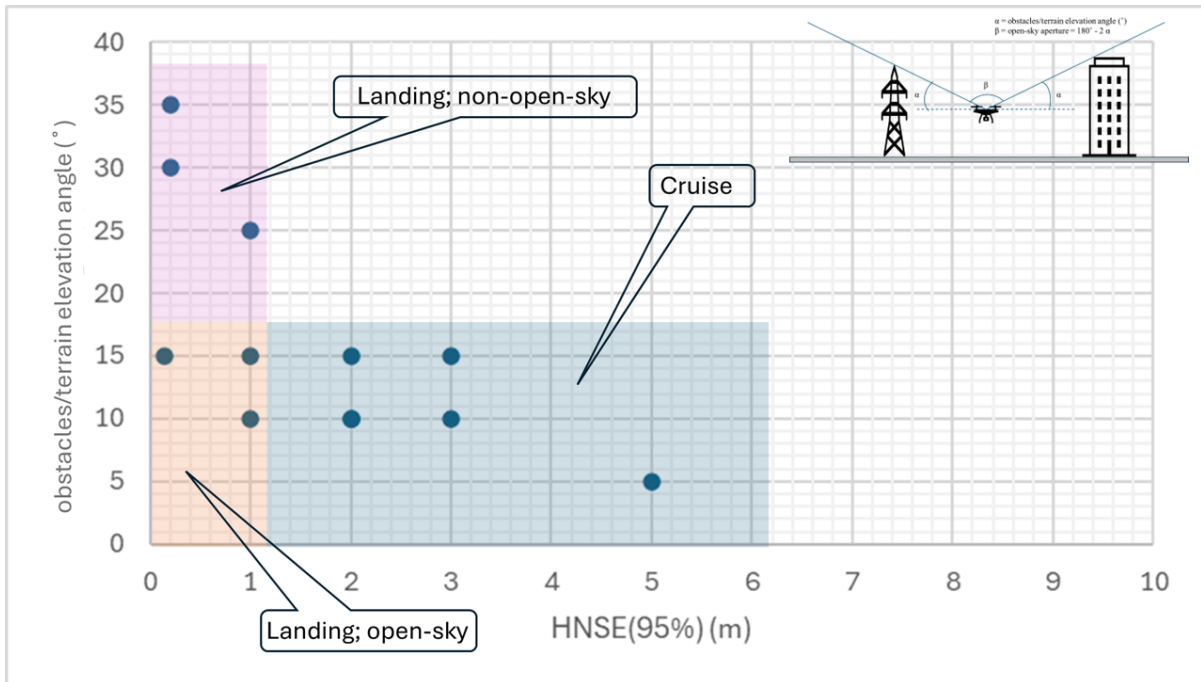 α = obstacles/terrain elevation angle (˚)
β = open-sky aperture = 180˚ - 2 α
α
β
α
40
35
30
25
20
15
10
5
0
obstacles/terrain elevation angle (˚)
Landing; non-open-sky
Cruise
Landing; open-sky
0 1 2 3 4 5 6 7 8 9 10
HNSE(95%) (m)